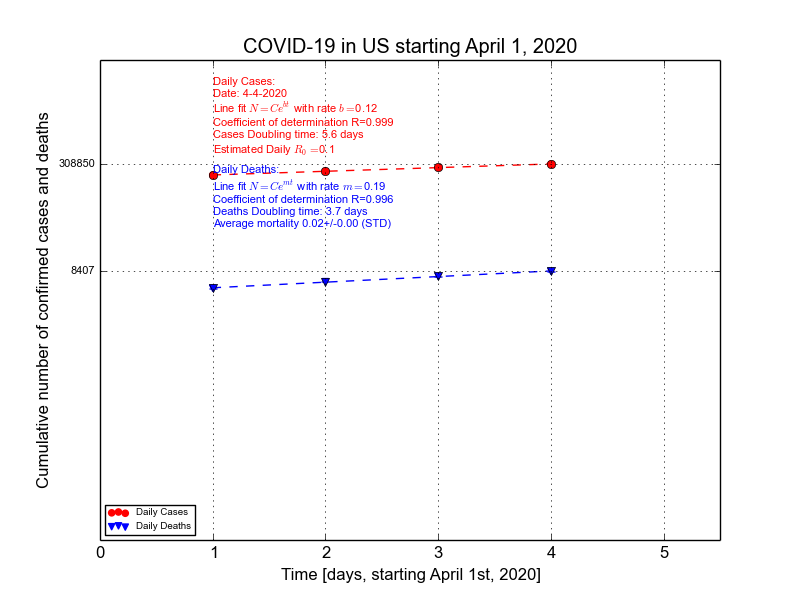 COVID-19 in US starting April 1, 2020
Daily Cases:
Date: 4-4-2020
Line fit N = Ce^{bt} with rate b = 0.12
Coefficient of determination R=0.999
Cases Doubling time: 5.6 days
Estimated Daily R_0 = 0.1
Daily Deaths:
Line fit N = Ce^{mt} with rate m = 0.19
Coefficient of determination R=0.996
Deaths Doubling time: 3.7 days
Average mortality 0.02+/-0.00 (STD)
308850
8407
Cumulative number of confirmed cases and deaths
Daily Cases
Daily Deaths
0 1 2 3 4 5
Time [days, starting April 1st, 2020]